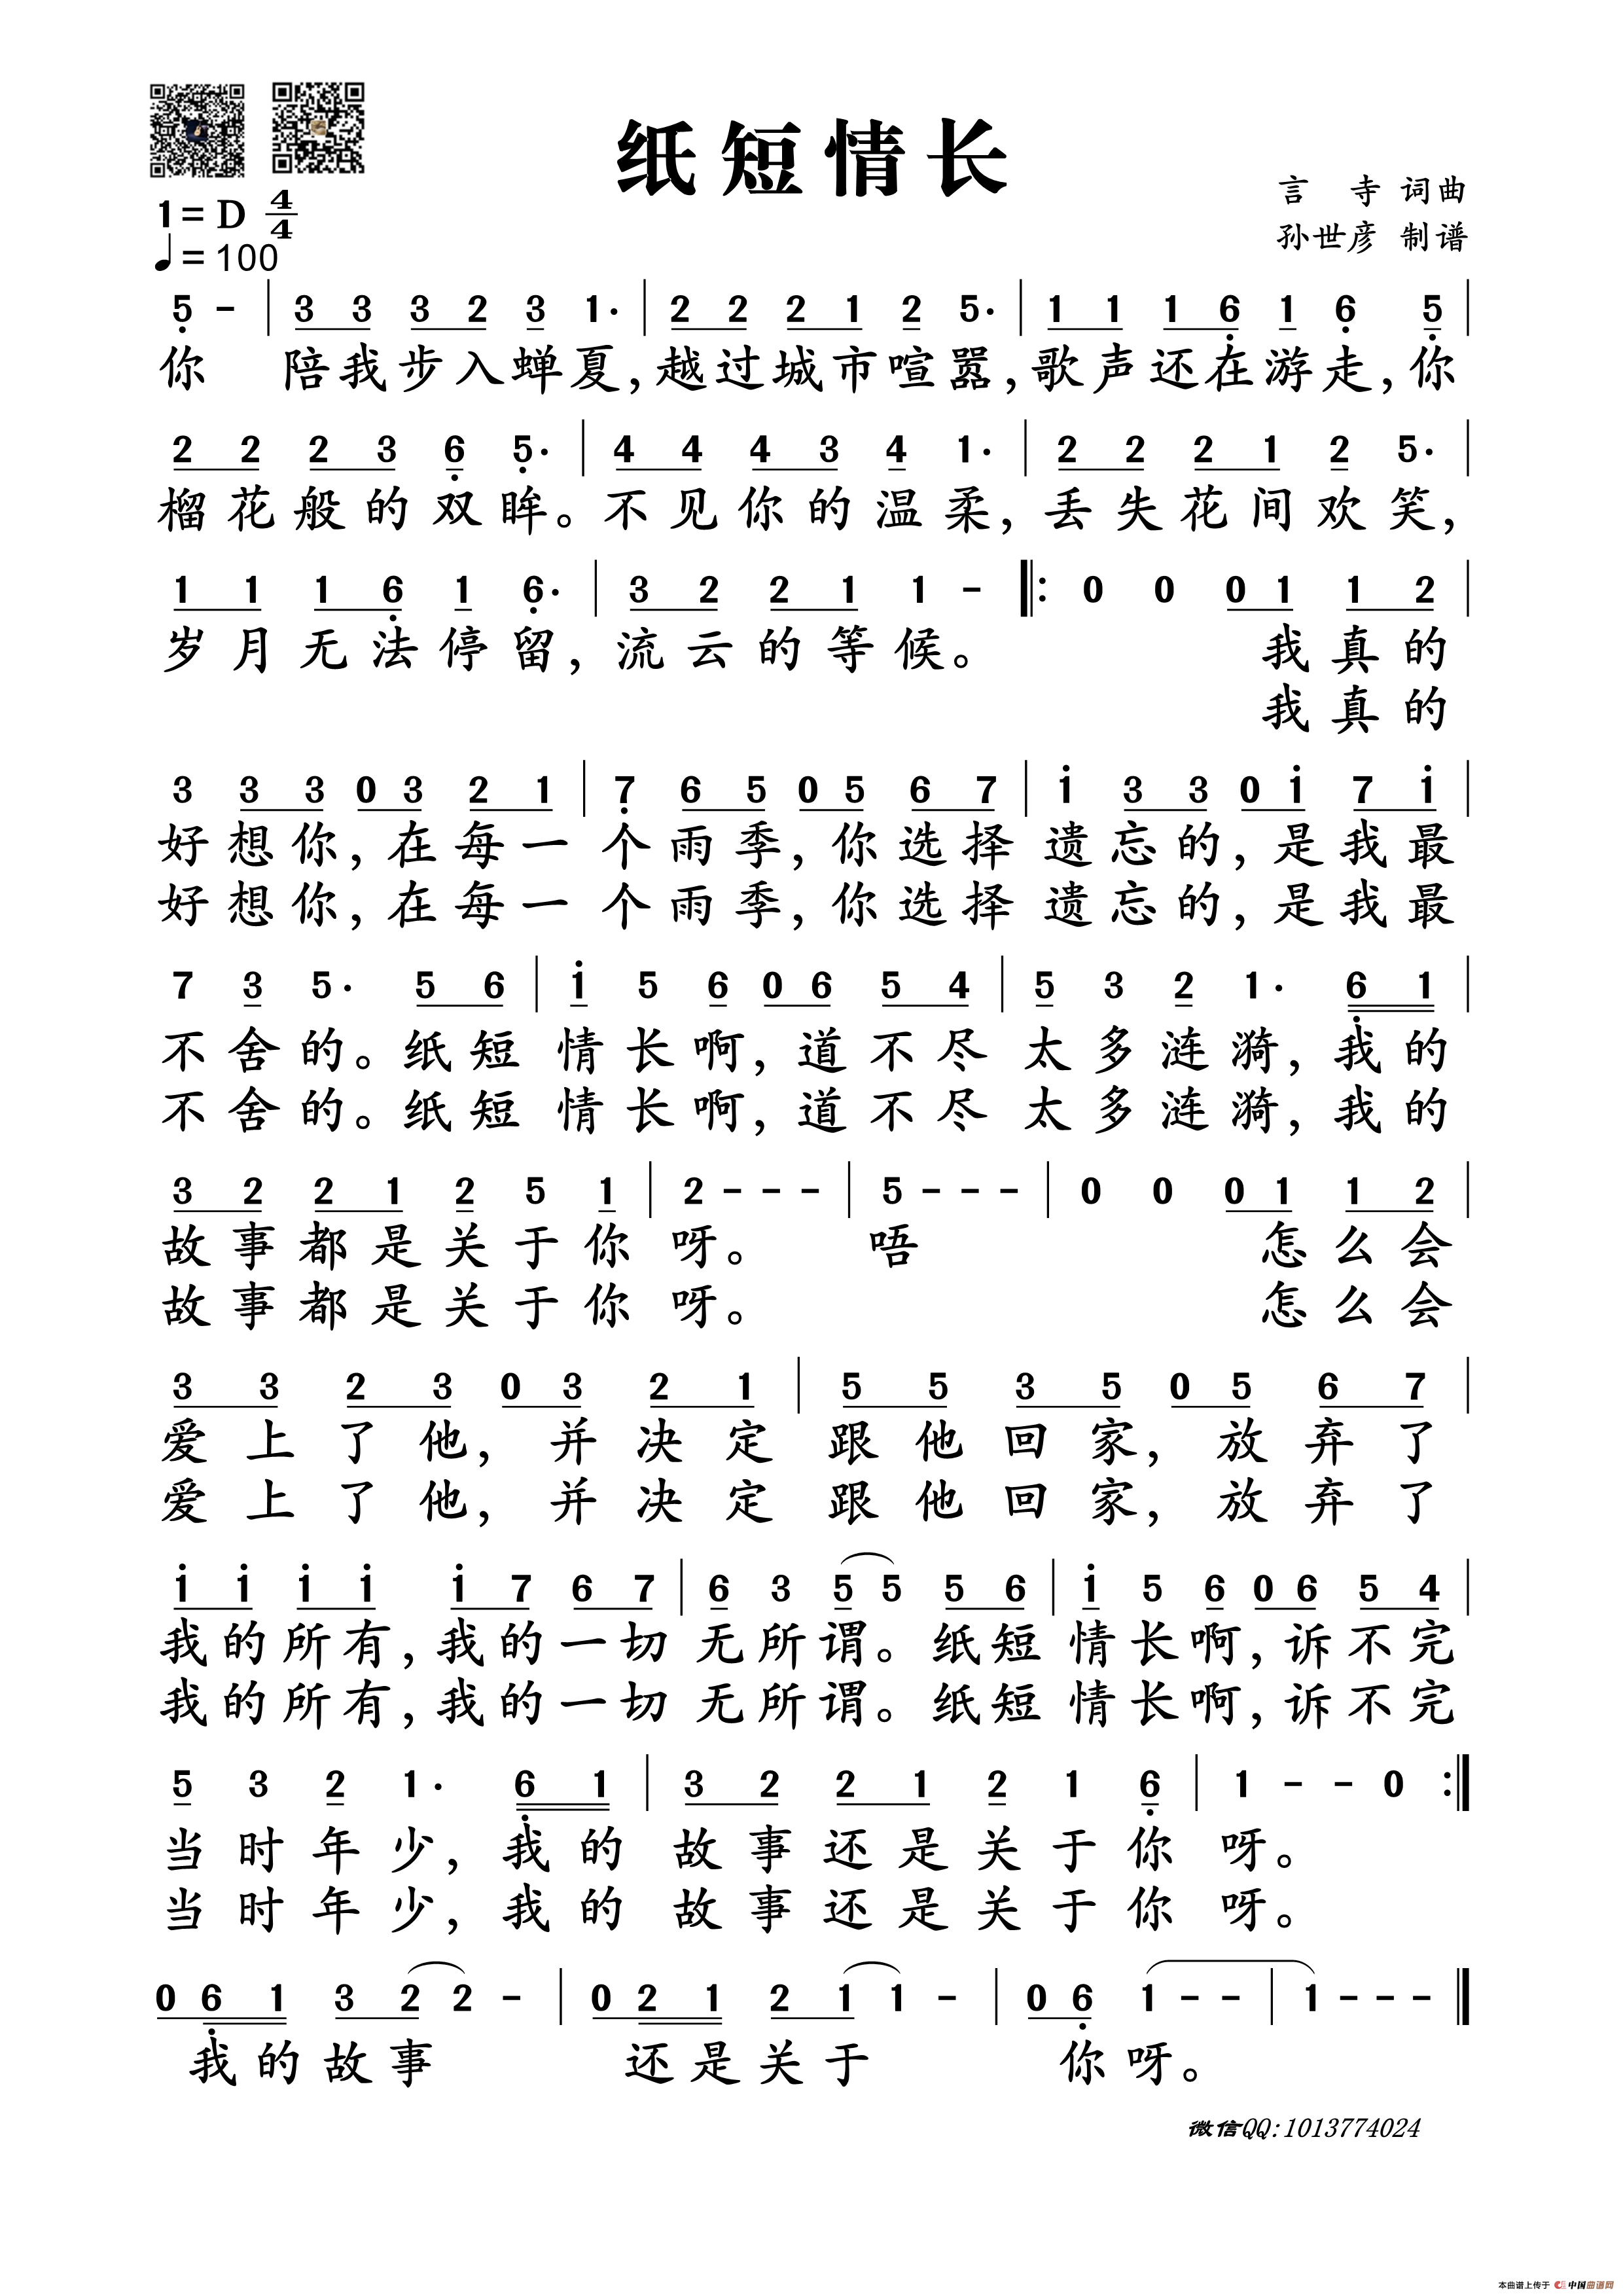 纸短情长
言 寺 词曲
孙世彦 制谱
1= D 4/4
♩= 100
5̣ - | 3 3 3 2 3 1· | 2 2 2 1 2 5· | 1 1 1 6̣ 1 6̣ 5̣ |
你 陪我步入蝉夏,越过城市喧嚣,歌声还在游走,你
2 2 2 3 6̣ 5̣· | 4 4 4 3 4 1· | 2 2 2 1 2 5· |
榴花般的双眸。不见你的温柔,丢失花间欢笑,
1 1 1 6̣ 1 6̣· | 3 2 2 1 1 - |: 0 0 0 1 1 2 |
岁月无法停留,流云的等候。 我真的
我真的
3 3 3 0 3 2 1 | 7̣ 6 5 0 5 6 7 | 1̇ 3 3 0 1̇ 7 1̇ |
好想你,在每一个雨季,你选择遗忘的,是我最
好想你,在每一个雨季,你选择遗忘的,是我最
7 3 5· 5 6 | 1̇ 5 6 0 6 5 4 | 5 3 2 1· 6̣ 1 |
不舍的。纸短情长啊,道不尽太多涟漪,我的
不舍的。纸短情长啊,道不尽太多涟漪,我的
3 2 2 1 2 5 1 | 2 - - - | 5 - - - | 0 0 0 1 1 2 |
故事都是关于你呀。 唔 怎么会
故事都是关于你呀。 怎么会
3 3 2 3 0 3 2 1 | 5 5 3 5 0 5 6 7 |
爱上了他,并决定跟他回家,放弃了
爱上了他,并决定跟他回家,放弃了
1̇ 1̇ 1̇ 1̇ 1̇ 7 6 7 | 6 3 5 5 5 6 | 1̇ 5 6 0 6 5 4 |
我的所有,我的一切无所谓。纸短情长啊,诉不完
我的所有,我的一切无所谓。纸短情长啊,诉不完
5 3 2 1· 6̣ 1 | 3 2 2 1 2 1 6̣ | 1 - - 0 :|
当时年少,我的故事还是关于你呀。
当时年少,我的故事还是关于你呀。
0 6̣ 1 3 2 2 - | 0 2 1 2 1 1 - | 0 6̣ 1 - - | 1 - - - |
我的故事 还是关于 你呀。
微信QQ:1013774024
本曲谱上传于 中国曲谱网